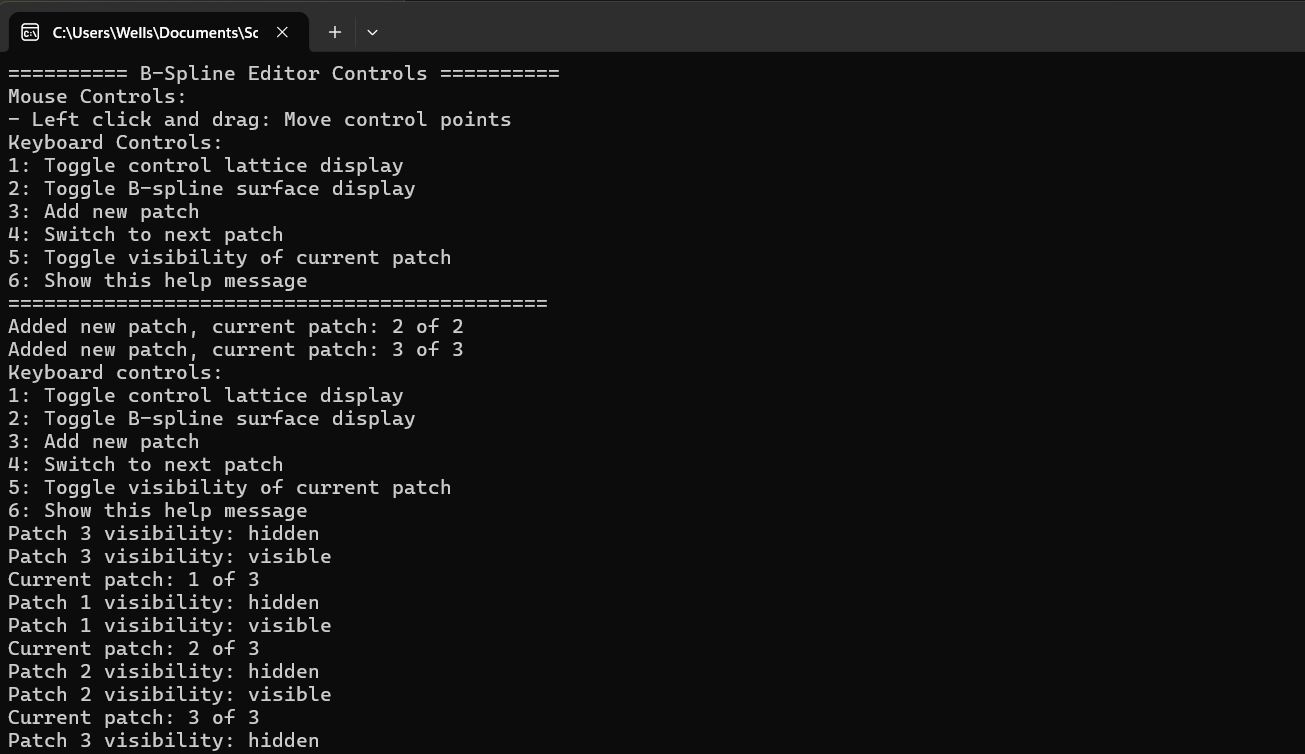 C:\Users\Wells\Documents\Sc
========== B-Spline Editor Controls ==========
Mouse Controls:
- Left click and drag: Move control points
Keyboard Controls:
1: Toggle control lattice display
2: Toggle B-spline surface display
3: Add new patch
4: Switch to next patch
5: Toggle visibility of current patch
6: Show this help message
=============================================
Added new patch, current patch: 2 of 2
Added new patch, current patch: 3 of 3
Keyboard controls:
1: Toggle control lattice display
2: Toggle B-spline surface display
3: Add new patch
4: Switch to next patch
5: Toggle visibility of current patch
6: Show this help message
Patch 3 visibility: hidden
Patch 3 visibility: visible
Current patch: 1 of 3
Patch 1 visibility: hidden
Patch 1 visibility: visible
Current patch: 2 of 3
Patch 2 visibility: hidden
Patch 2 visibility: visible
Current patch: 3 of 3
Patch 3 visibility: hidden